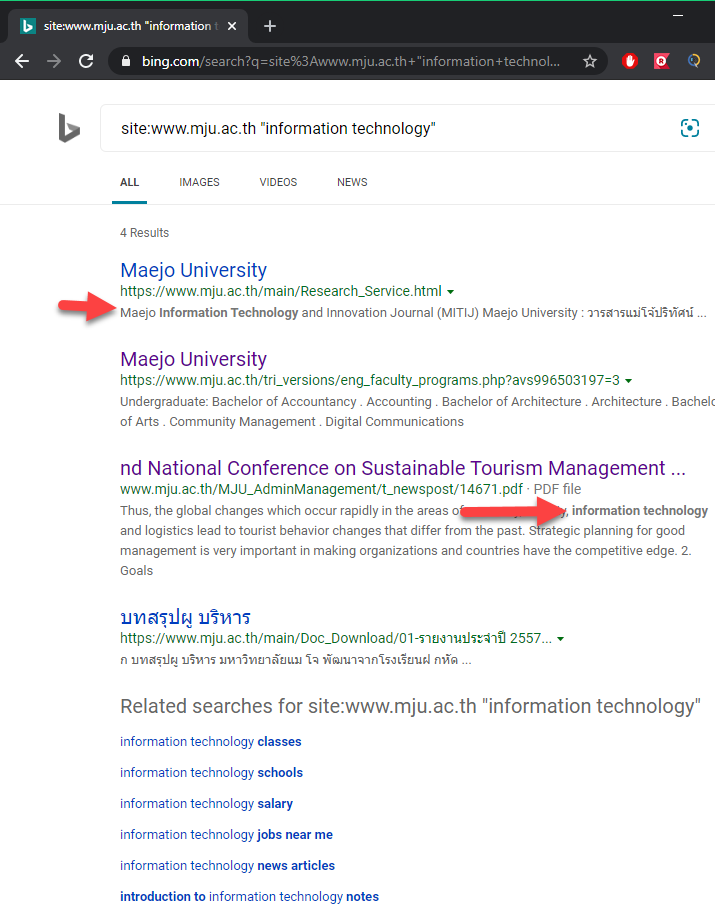 site:www.mju.ac.th "information t
bing.com/search?q=site%3Awww.mju.ac.th+"information+technol...
site:www.mju.ac.th "information technology"
ALL IMAGES VIDEOS NEWS
4 Results
Maejo University
https://www.mju.ac.th/main/Research_Service.html
Maejo Information Technology and Innovation Journal (MITIJ) Maejo University : วารสารแม่โจ้ปริทัศน์ ...
Maejo University
https://www.mju.ac.th/tri_versions/eng_faculty_programs.php?avs996503197=3
Undergraduate: Bachelor of Accountancy . Accounting . Bachelor of Architecture . Architecture . Bachelo
of Arts . Community Management . Digital Communications
nd National Conference on Sustainable Tourism Management ...
www.mju.ac.th/MJU_AdminManagement/t_newspost/14671.pdf · PDF file
Thus, the global changes which occur rapidly in the areas of information technology
and logistics lead to tourist behavior changes that differ from the past. Strategic planning for good
management is very important in making organizations and countries have the competitive edge. 2.
Goals
บทสรุปผู บริหาร
https://www.mju.ac.th/main/Doc_Download/01-รายงานประจําปี 2557...
ก บทสรุปผู บริหาร มหาวิทยาลัยแม โจ พัฒนาจากโรงเรียนฝ กหัด ...
Related searches for site:www.mju.ac.th "information technology"
information technology classes
information technology schools
information technology salary
information technology jobs near me
information technology news articles
introduction to information technology notes